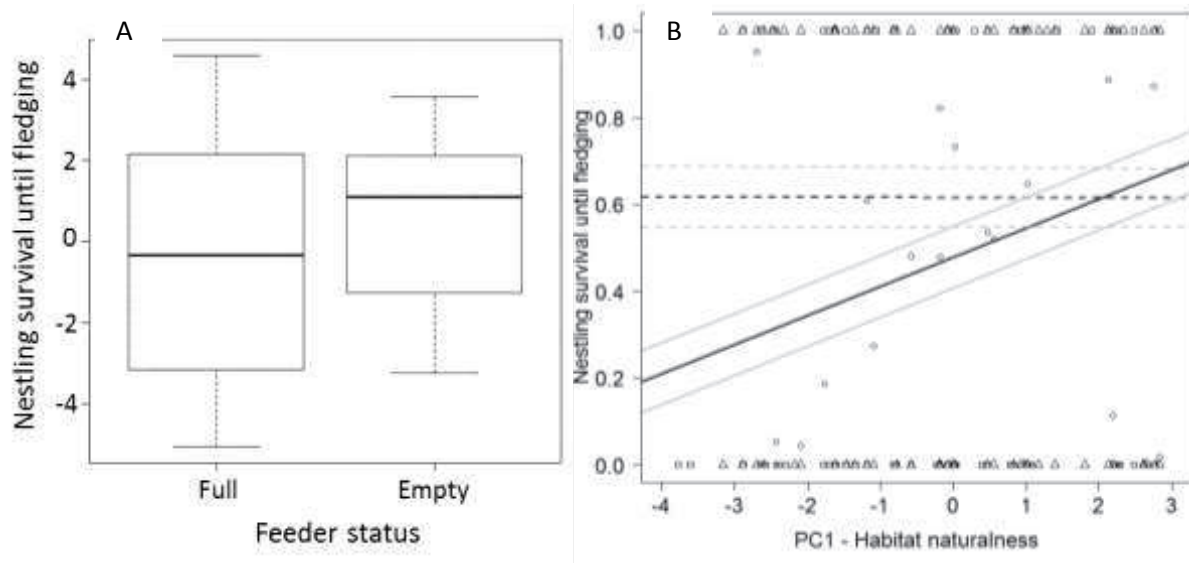 A
Nestling survival until fledging
4
2
0
-2
-4
Full Empty
Feeder status
B
Nestling survival until fledging
1.0
0.8
0.6
0.4
0.2
0.0
-4 -3 -2 -1 0 1 2 3
PC1 - Habitat naturalness